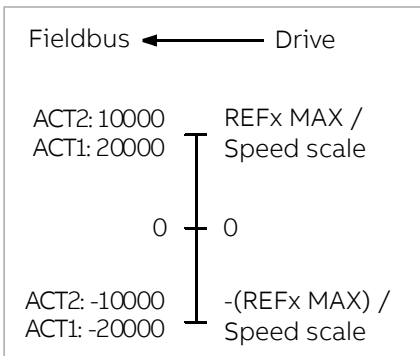 Fieldbus Drive
ACT2: 10000 REFx MAX /
ACT1: 20000 Speed scale
0 0
ACT2: -10000 -(REFx MAX) /
ACT1: -20000 Speed scale